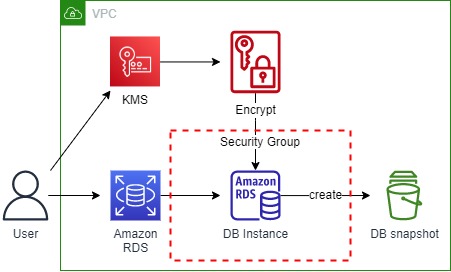 VPC
KMS
Encrypt
Security Group
Amazon
RDS
create
User
Amazon
RDS
DB Instance
DB snapshot